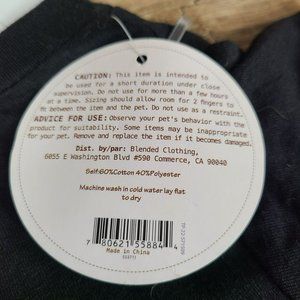 CAUTION: This item is intended to be
used for a short duration under close
supervision. Do not use for more than a few hours
at a time. Sizing should allow room for 2 fingers to
fit between the item and the pet. Do not use as a restraint.
ADVICE FOR USE: Observe your pet's behavior with the
product for suitability. Some items may be inappropriate
for your pet. Remove and replace the item if it becomes damaged.
Dist. by/par: Blended Clothing,
6055 E Washington Blvd #590 Commerce, CA 90040
Self:60%Cotton 40%Polyester
Machine wash in cold water lay flat
to dry
7 80621 55884 4
Made in China